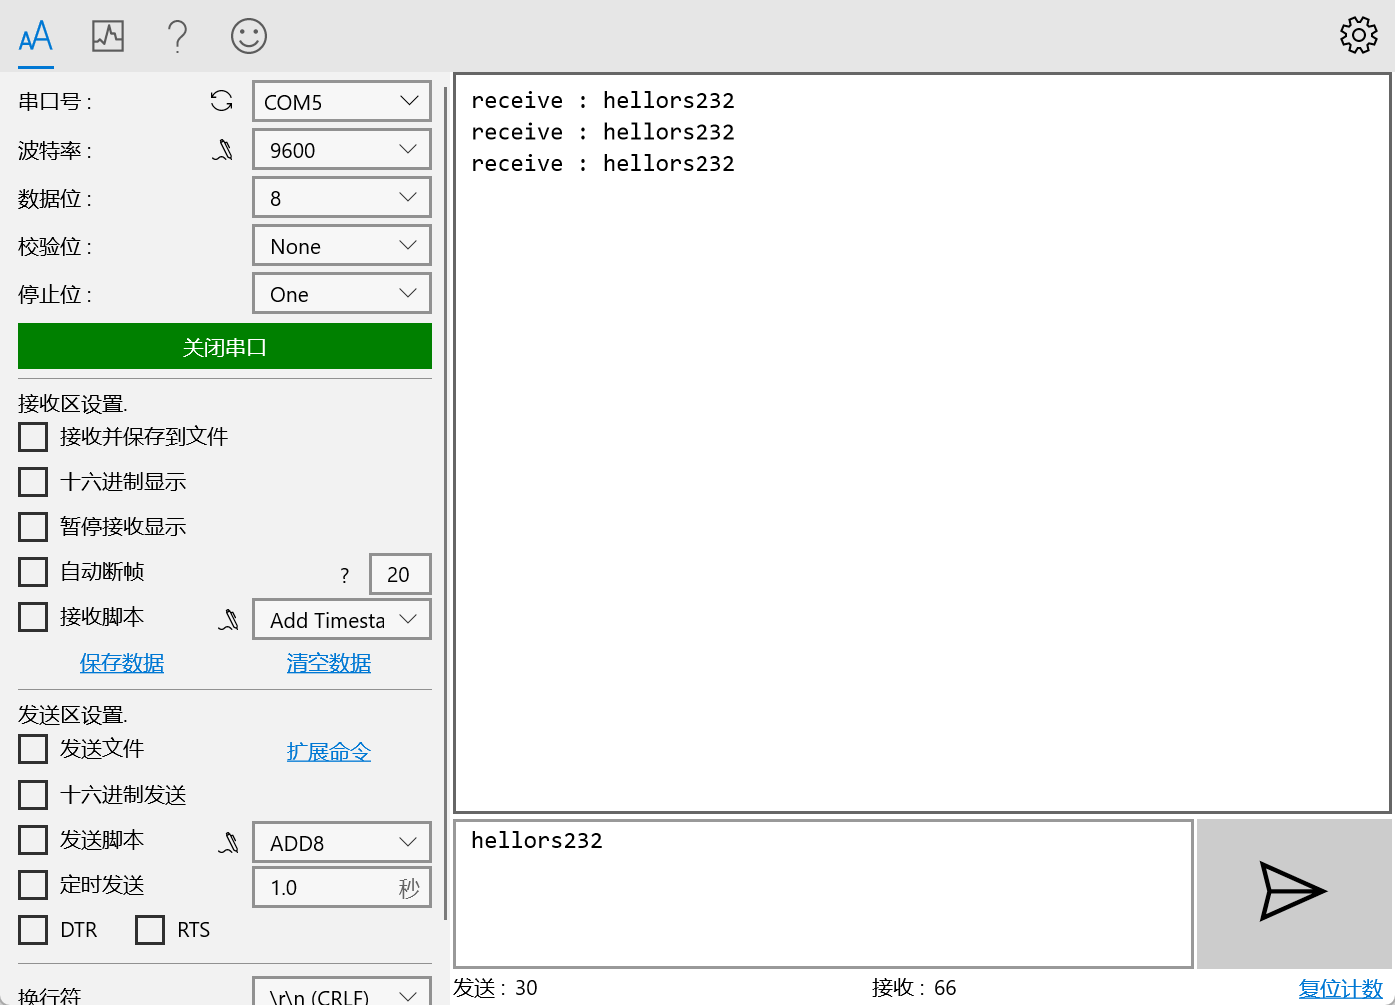 串口号 :
COM5
波特率 :
9600
数据位 :
8
校验位 :
None
停止位 :
One
关闭串口
接收区设置.
接收并保存到文件
十六进制显示
暂停接收显示
自动断帧
?
20
接收脚本
Add Timesta
保存数据
清空数据
发送区设置.
发送文件
扩展命令
十六进制发送
发送脚本
ADD8
定时发送
1.0
秒
DTR
RTS
换行符
\r\n (CRLF)
receive : hellors232
receive : hellors232
receive : hellors232
hellors232
发送 : 30
接收 : 66
复位计数